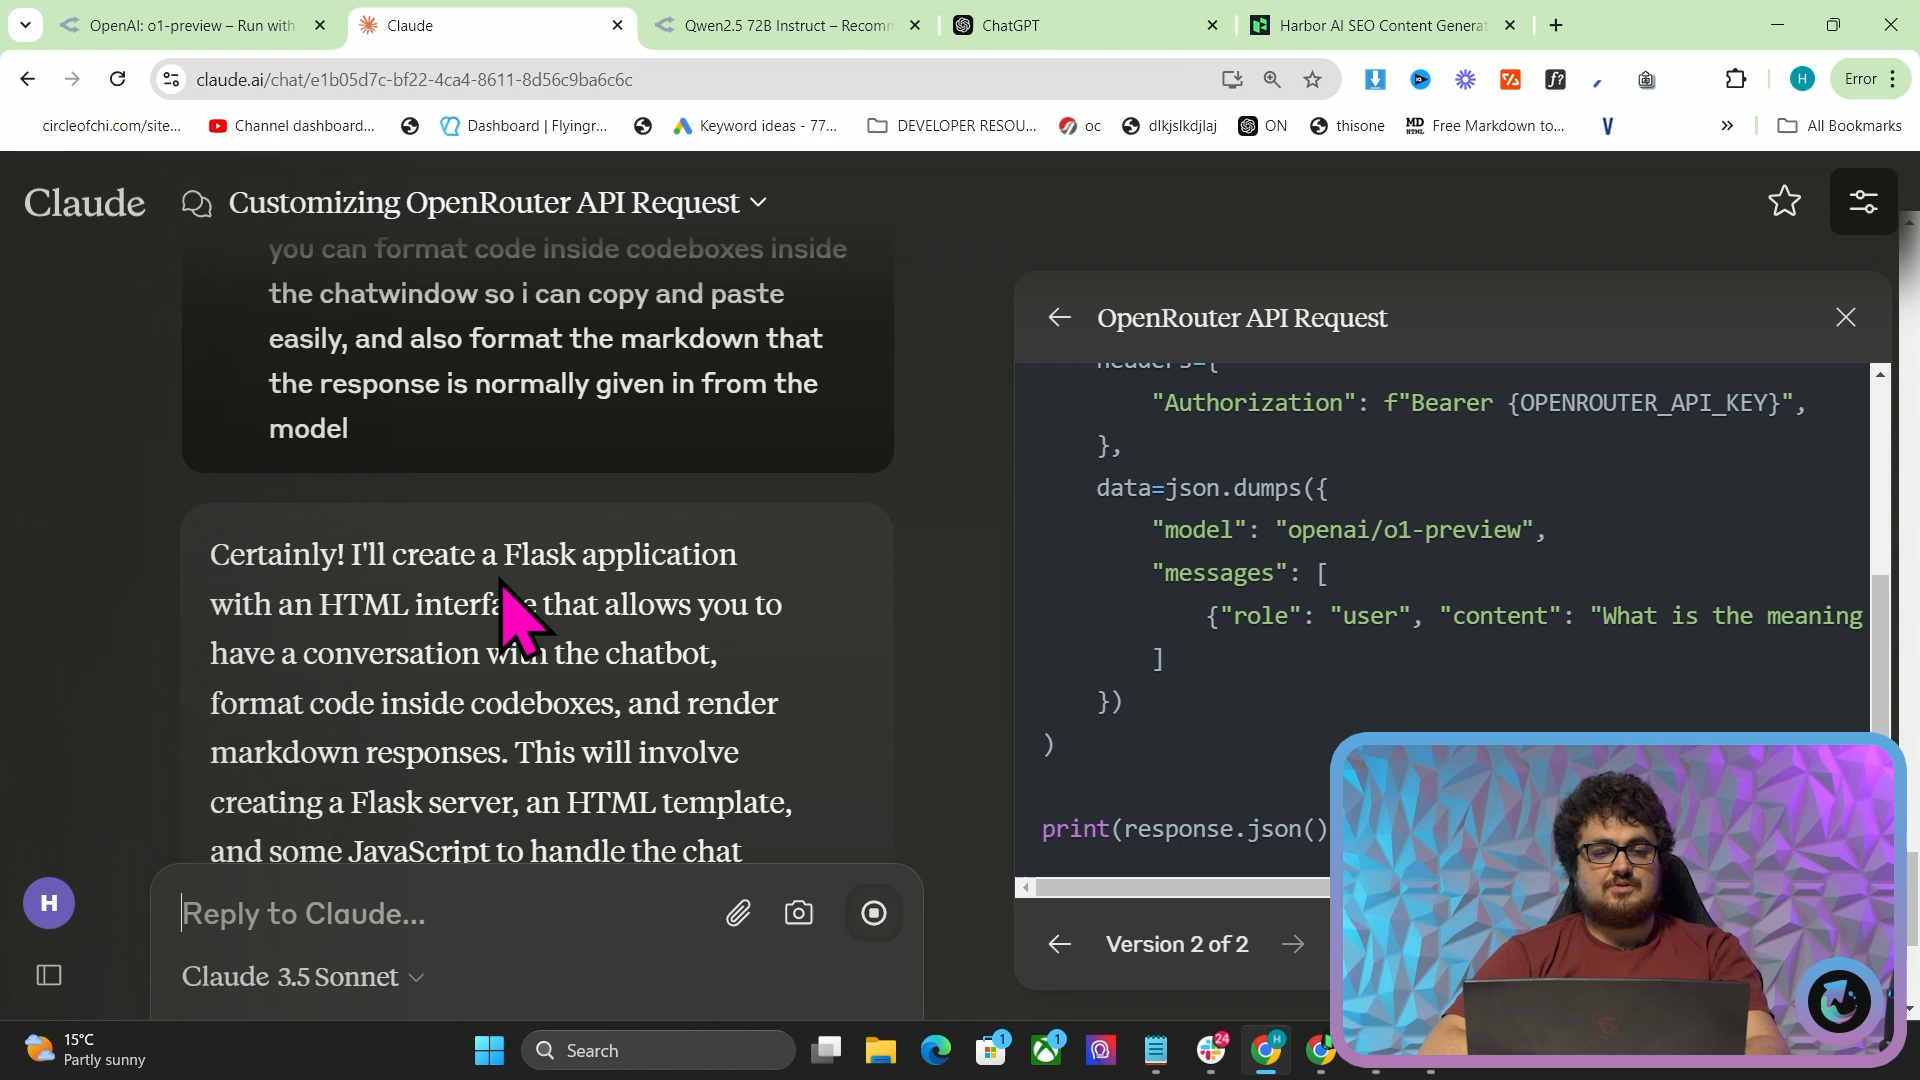 OpenAI: o1-preview – Run with
Claude
Qwen2.5 72B Instruct – Recom
ChatGPT
Harbor AI SEO Content Generat
claude.ai/chat/e1b05d7c-bf22-4ca4-8611-8d56c9ba6c6c
Error
circleofchi.com/site...
Channel dashboard...
Dashboard | Flyingr...
Keyword ideas - 77...
DEVELOPER RESOU...
oc
dlkjslkdjlaj
ON
thisone
Free Markdown to...
All Bookmarks
Claude
Customizing OpenRouter API Request
you can format code inside codeboxes inside
the chatwindow so i can copy and paste
easily, and also format the markdown that
the response is normally given in from the
model
Certainly! I'll create a Flask application
with an HTML interface that allows you to
have a conversation with the chatbot,
format code inside codeboxes, and render
markdown responses. This will involve
creating a Flask server, an HTML template,
and some JavaScript to handle the chat
H
Reply to Claude...
Claude 3.5 Sonnet
OpenRouter API Request
headers={
"Authorization": f"Bearer {OPENROUTER_API_KEY}",
},
data=json.dumps({
"model": "openai/o1-preview",
"messages": [
{"role": "user", "content": "What is the meaning
]
})
)
print(response.json()
Version 2 of 2
15°C
Partly sunny
Search
1
1
24